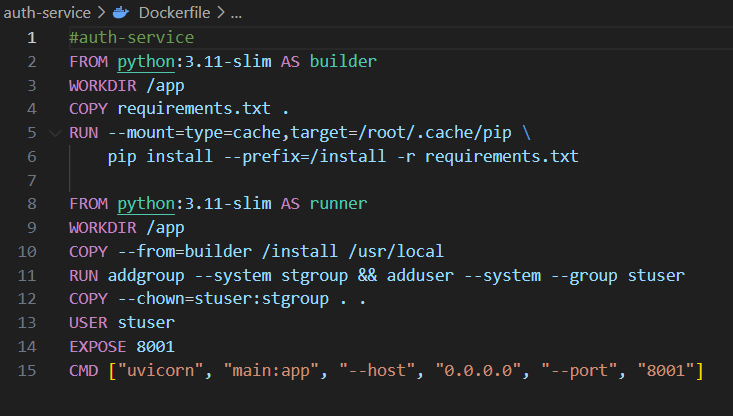 auth-service > Dockerfile > ...
1 #auth-service
2 FROM python:3.11-slim AS builder
3 WORKDIR /app
4 COPY requirements.txt .
5 RUN --mount=type=cache,target=/root/.cache/pip \
6     pip install --prefix=/install -r requirements.txt
7
8 FROM python:3.11-slim AS runner
9 WORKDIR /app
10 COPY --from=builder /install /usr/local
11 RUN addgroup --system stgroup && adduser --system --group stuser
12 COPY --chown=stuser:stgroup . .
13 USER stuser
14 EXPOSE 8001
15 CMD ["uvicorn", "main:app", "--host", "0.0.0.0", "--port", "8001"]